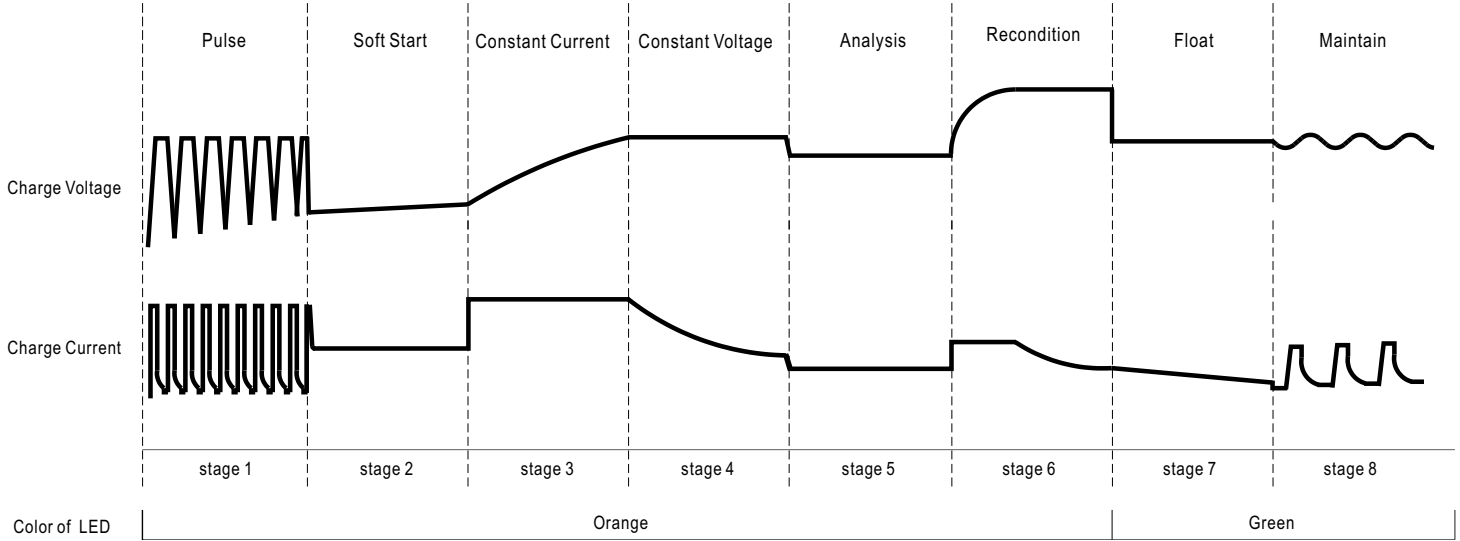 Pulse Soft Start Constant Current Constant Voltage Analysis Recondition Float Maintain
Charge Voltage
Charge Current
stage 1 stage 2 stage 3 stage 4 stage 5 stage 6 stage 7 stage 8
Color of LED Orange Green